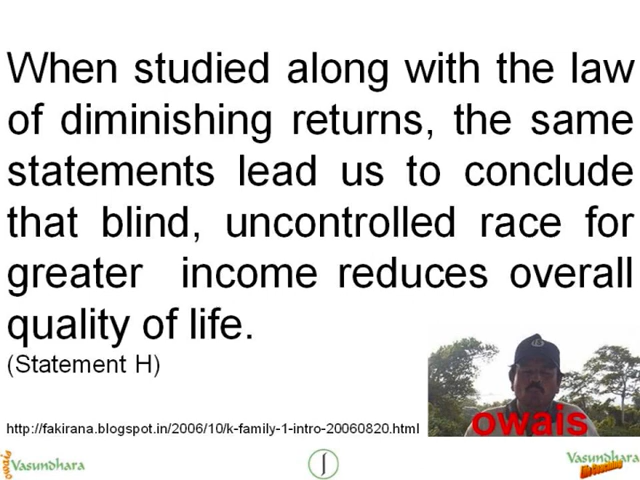 When studied along with the law
of diminishing returns, the same
statements lead us to conclude
that blind, uncontrolled race for
greater income reduces overall
quality of life.
(Statement H)
owais
http://fakirana.blogspot.in/2006/10/k-family-1-intro-20060820.html
owais
Vasundhara
J
Vasundhara